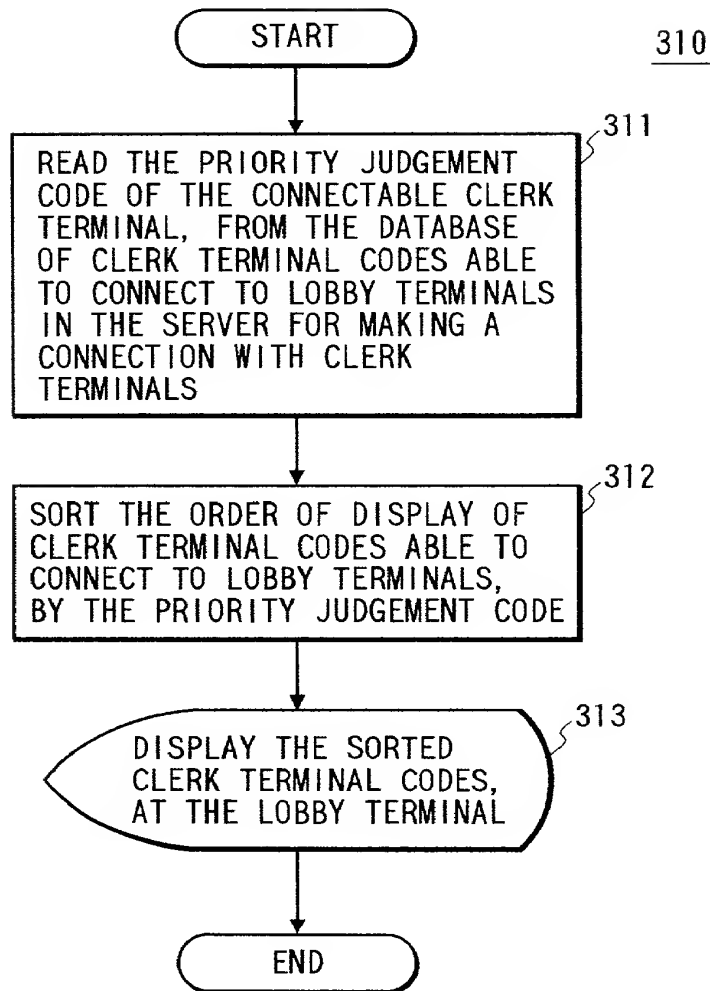 START
310
311
READ THE PRIORITY JUDGEMENT
CODE OF THE CONNECTABLE CLERK
TERMINAL, FROM THE DATABASE
OF CLERK TERMINAL CODES ABLE
TO CONNECT TO LOBBY TERMINALS
IN THE SERVER FOR MAKING A
CONNECTION WITH CLERK
TERMINALS
312
SORT THE ORDER OF DISPLAY OF
CLERK TERMINAL CODES ABLE TO
CONNECT TO LOBBY TERMINALS,
BY THE PRIORITY JUDGEMENT CODE
313
DISPLAY THE SORTED
CLERK TERMINAL CODES,
AT THE LOBBY TERMINAL
END